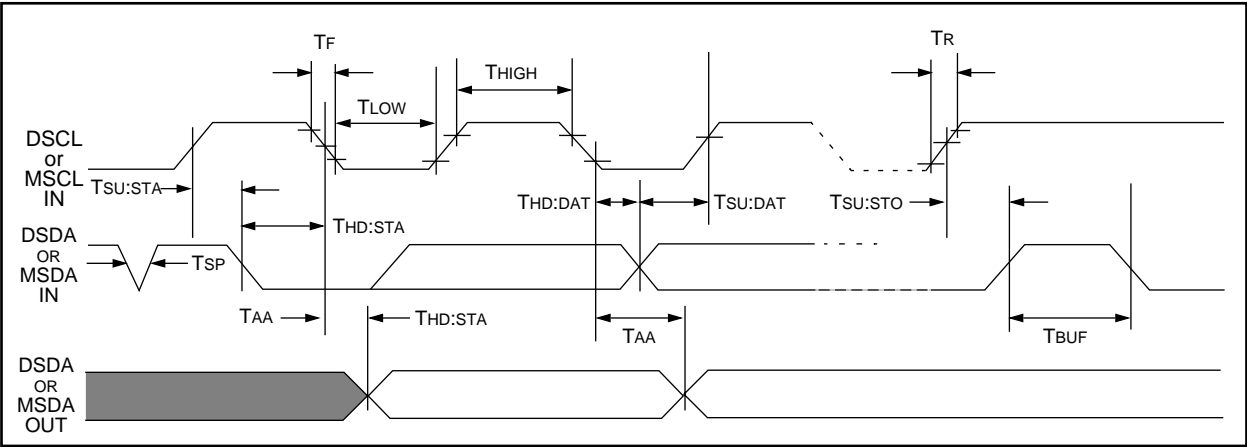 TF
TR
THIGH
TLOW
DSCL
or
MSCL
IN
TSU:STA
THD:DAT
TSU:DAT
TSU:STO
THD:STA
DSDA
OR
MSDA
IN
TSP
TAA
THD:STA
TAA
TBUF
DSDA
OR
MSDA
OUT